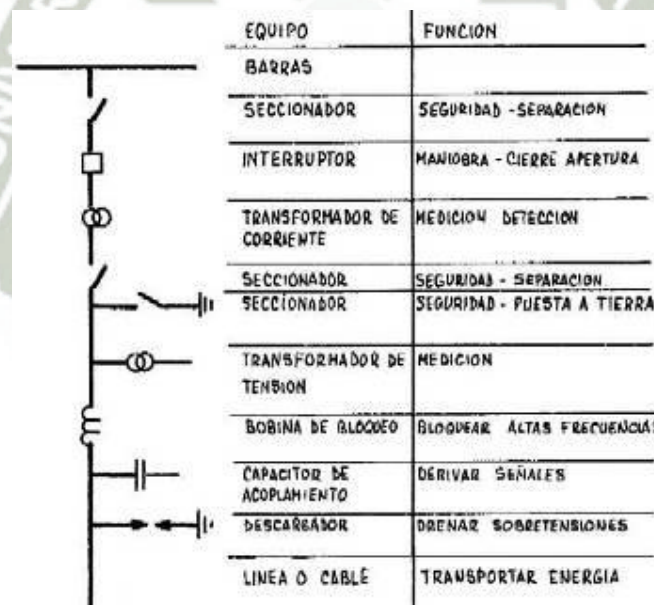 EQUIPO FUNCION
BARRAS
SECCIONADOR SEGURIDAD - SEPARACION
INTERRUPTOR MANIOBRA - CIERRE APERTURA
TRANSFORMADOR DE MEDICION DETECCION
CORRIENTE
SECCIONADOR SEGURIDAD - SEPARACION
SECCIONADOR SEGURIDAD - PUESTA A TIERRA
TRANSFORMADOR DE MEDICION
TENSION
BOBINA DE BLOQUEO BLOQUEAR ALTAS FRECUENCIAS
CAPACITOR DE DERIVAR SEÑALES
ACOPLAMIENTO
DESCARGADOR DRENAR SOBRETENSIONES
LINEA O CABLE TRANSPORTAR ENERGIA